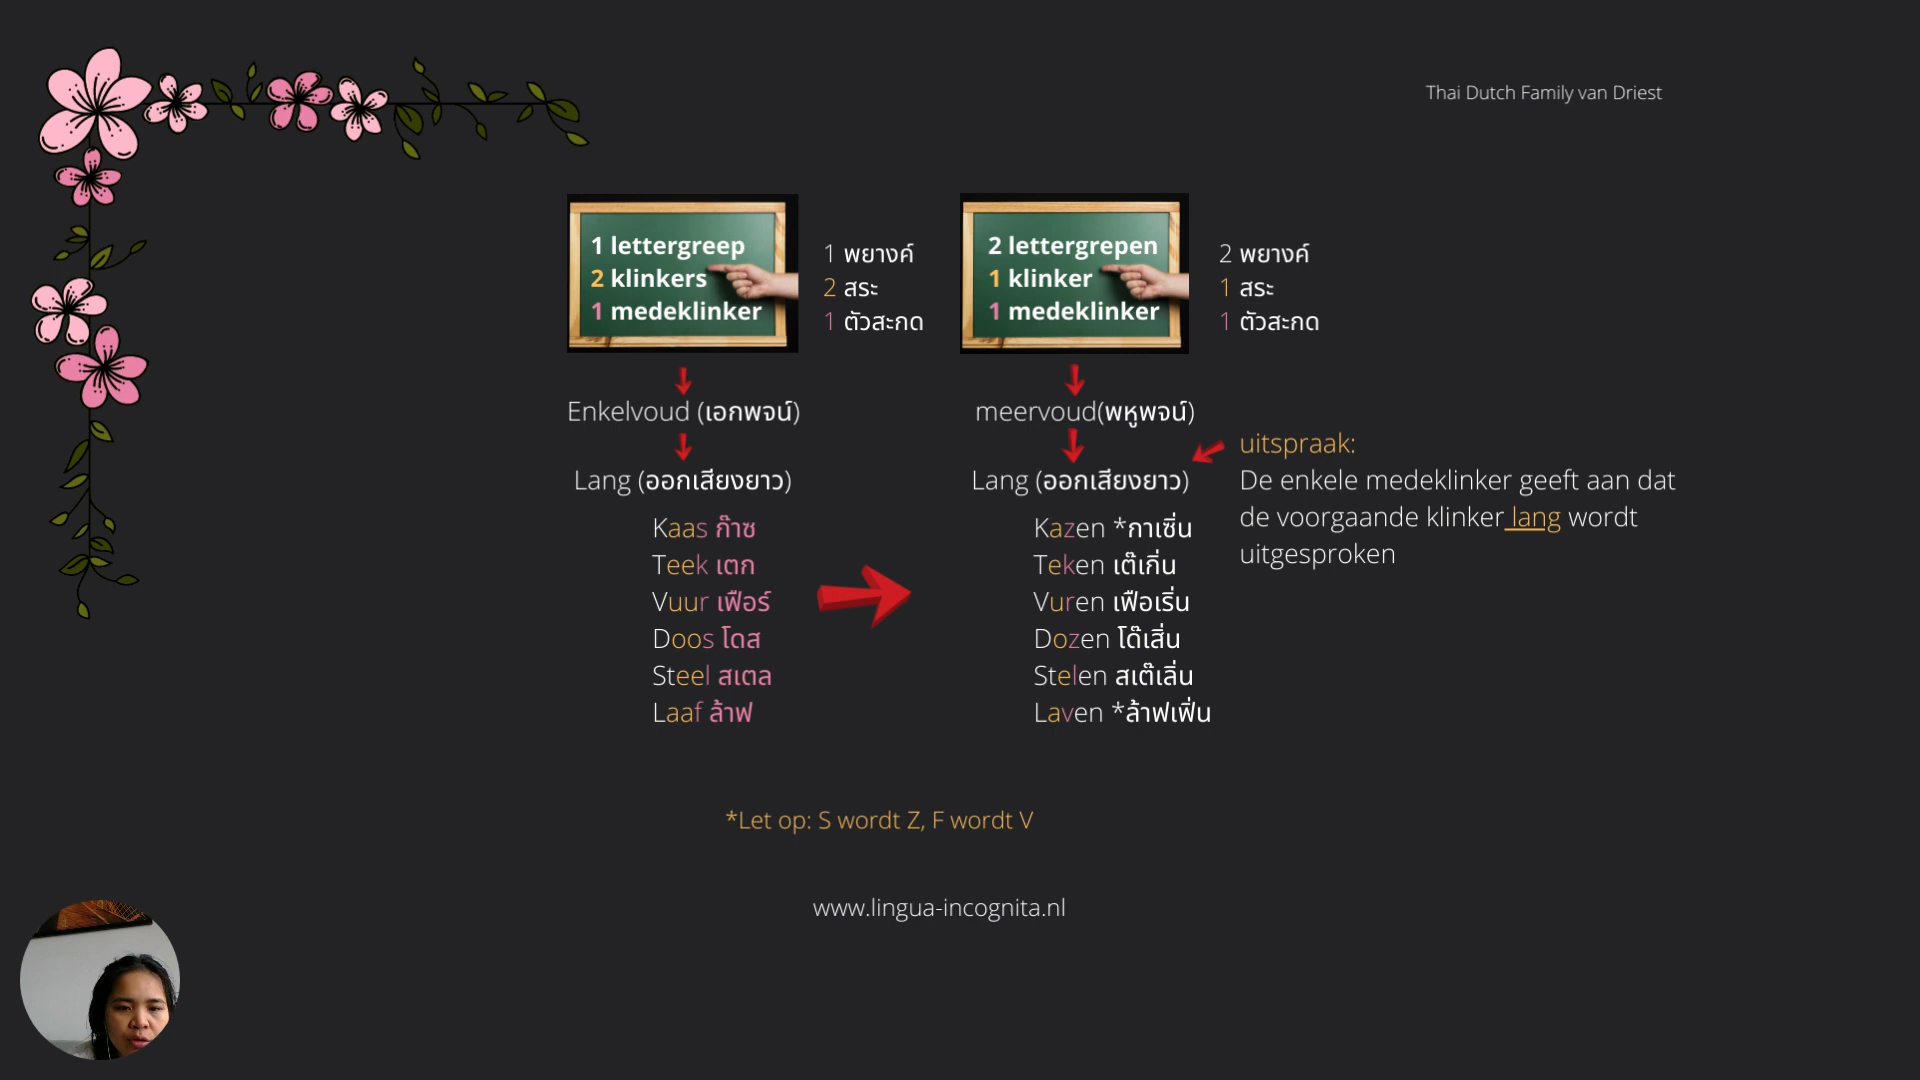 Thai Dutch Family van Driest
1 lettergreep
2 klinkers
1 medeklinker
1 พยางค์
2 สระ
1 ตัวสะกด
2 lettergrepen
1 klinker
1 medeklinker
2 พยางค์
1 สระ
1 ตัวสะกด
Enkelvoud (เอกพจน์)
Lang (ออกเสียงยาว)
Kaas ก๊าซ
Teek เตก
Vuur เฟือร์
Doos โดส
Steel สเตล
Laaf ล้าฟ
meervoud(พหูพจน์)
Lang (ออกเสียงยาว)
Kazen *กาเซิ่น
Teken เต๊เกิ่น
Vuren เฟือเริ่น
Dozen โด๊เสิ่น
Stelen สเต๊เลิ่น
Laven *ล้าฟเฟิ่น
uitspraak:
De enkele medeklinker geeft aan dat
de voorgaande klinker lang wordt
uitgesproken
*Let op: S wordt Z, F wordt V
www.lingua-incognita.nl